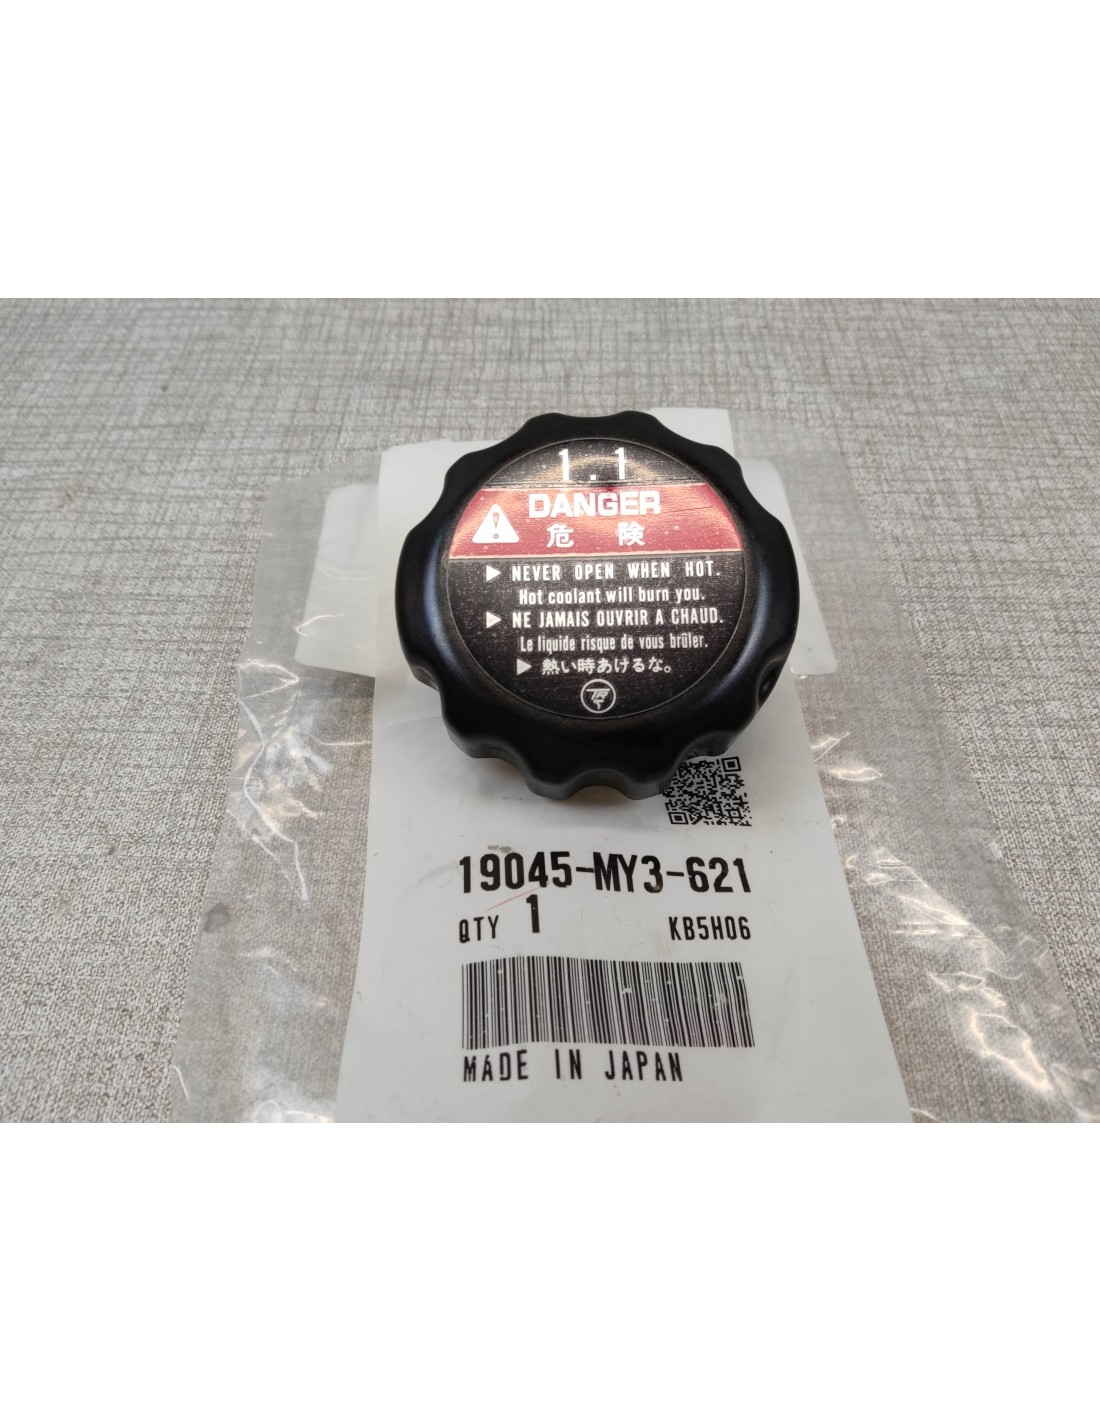 1.1
DANGER
危 険
▶ NEVER OPEN WHEN HOT.
Hot coolant will burn you.
▶ NE JAMAIS OUVRIR A CHAUD.
Le liquide risque de vous brûler.
▶ 熱い時あけるな。
19045-MY3-621
QTY 1 KB5H06
MADE IN JAPAN